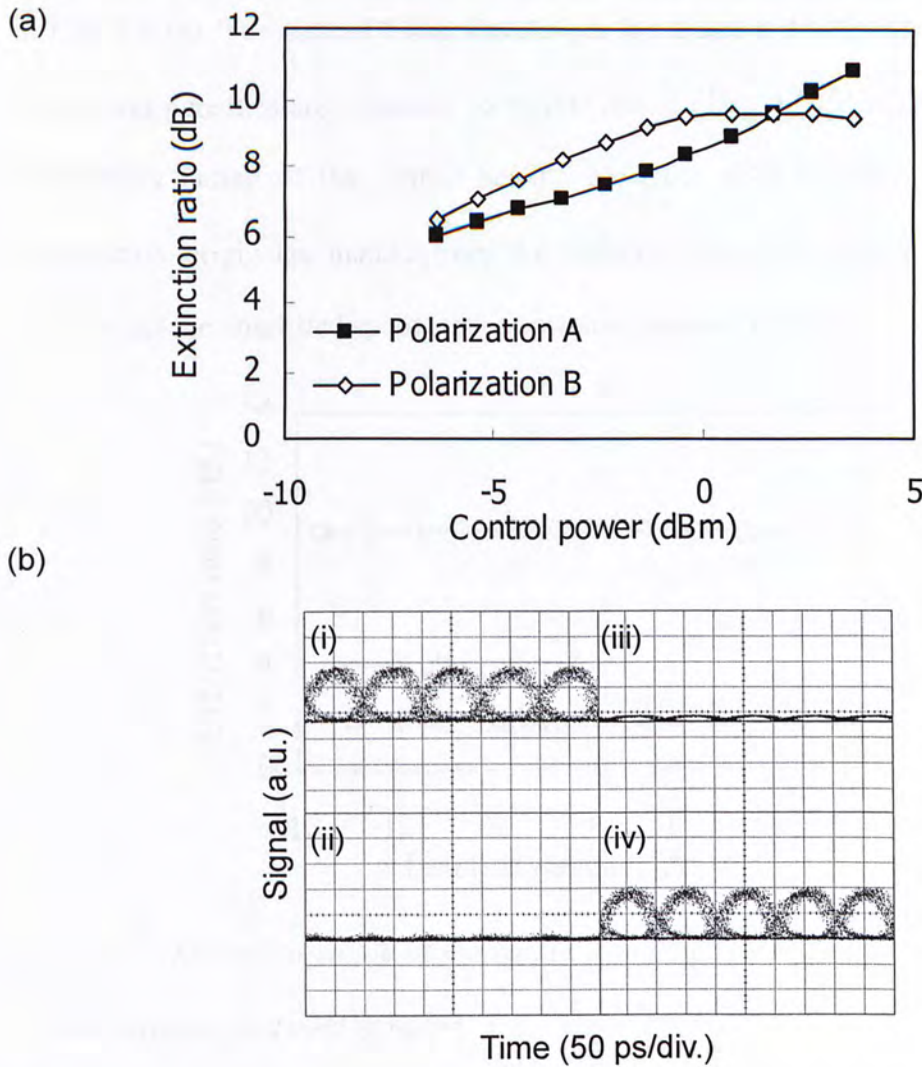 (a)
12
10
8
6
4
2
0
Extinction ratio (dB)
Polarization A
Polarization B
-10
-5
0
5
Control power (dBm)
(b)
(i)
(iii)
(ii)
(iv)
Signal (a.u.)
Time (50 ps/div.)